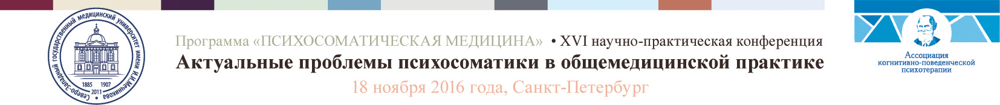 Северо-западный государственный медицинский университет имени И.И.Мечникова
1885 1907
2011
Программа «ПСИХОСОМАТИЧЕСКАЯ МЕДИЦИНА» • XVI научно-практическая конференция
Актуальные проблемы психосоматики в общемедицинской практике
18 ноября 2016 года, Санкт-Петербург
Ассоциация
когнитивно-поведенческой
психотерапии